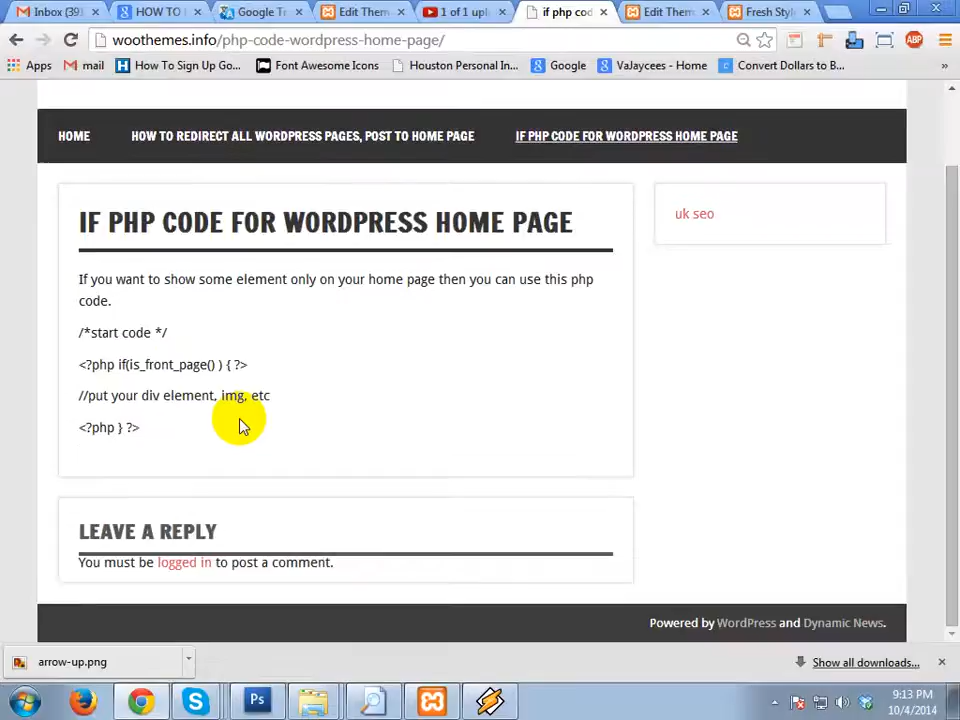 Inbox (39)
HOW TO
Google Tr
Edit Them
1 of 1 upl
if php cod
Edit Them
Fresh Styl
woothemes.info/php-code-wordpress-home-page/
ABP
Apps
mail
How To Sign Up Go...
Font Awesome Icons
Houston Personal In...
Google
VaJaycees - Home
Convert Dollars to B...
»
HOME
HOW TO REDIRECT ALL WORDPRESS PAGES, POST TO HOME PAGE
IF PHP CODE FOR WORDPRESS HOME PAGE
IF PHP CODE FOR WORDPRESS HOME PAGE
uk seo
If you want to show some element only on your home page then you can use this php
code.
/*start code */
<?php if(is_front_page() ) { ?>
//put your div element, img, etc
<?php } ?>
LEAVE A REPLY
You must be logged in to post a comment.
Powered by WordPress and Dynamic News.
arrow-up.png
Show all downloads...
Ps
9:13 PM
10/4/2014